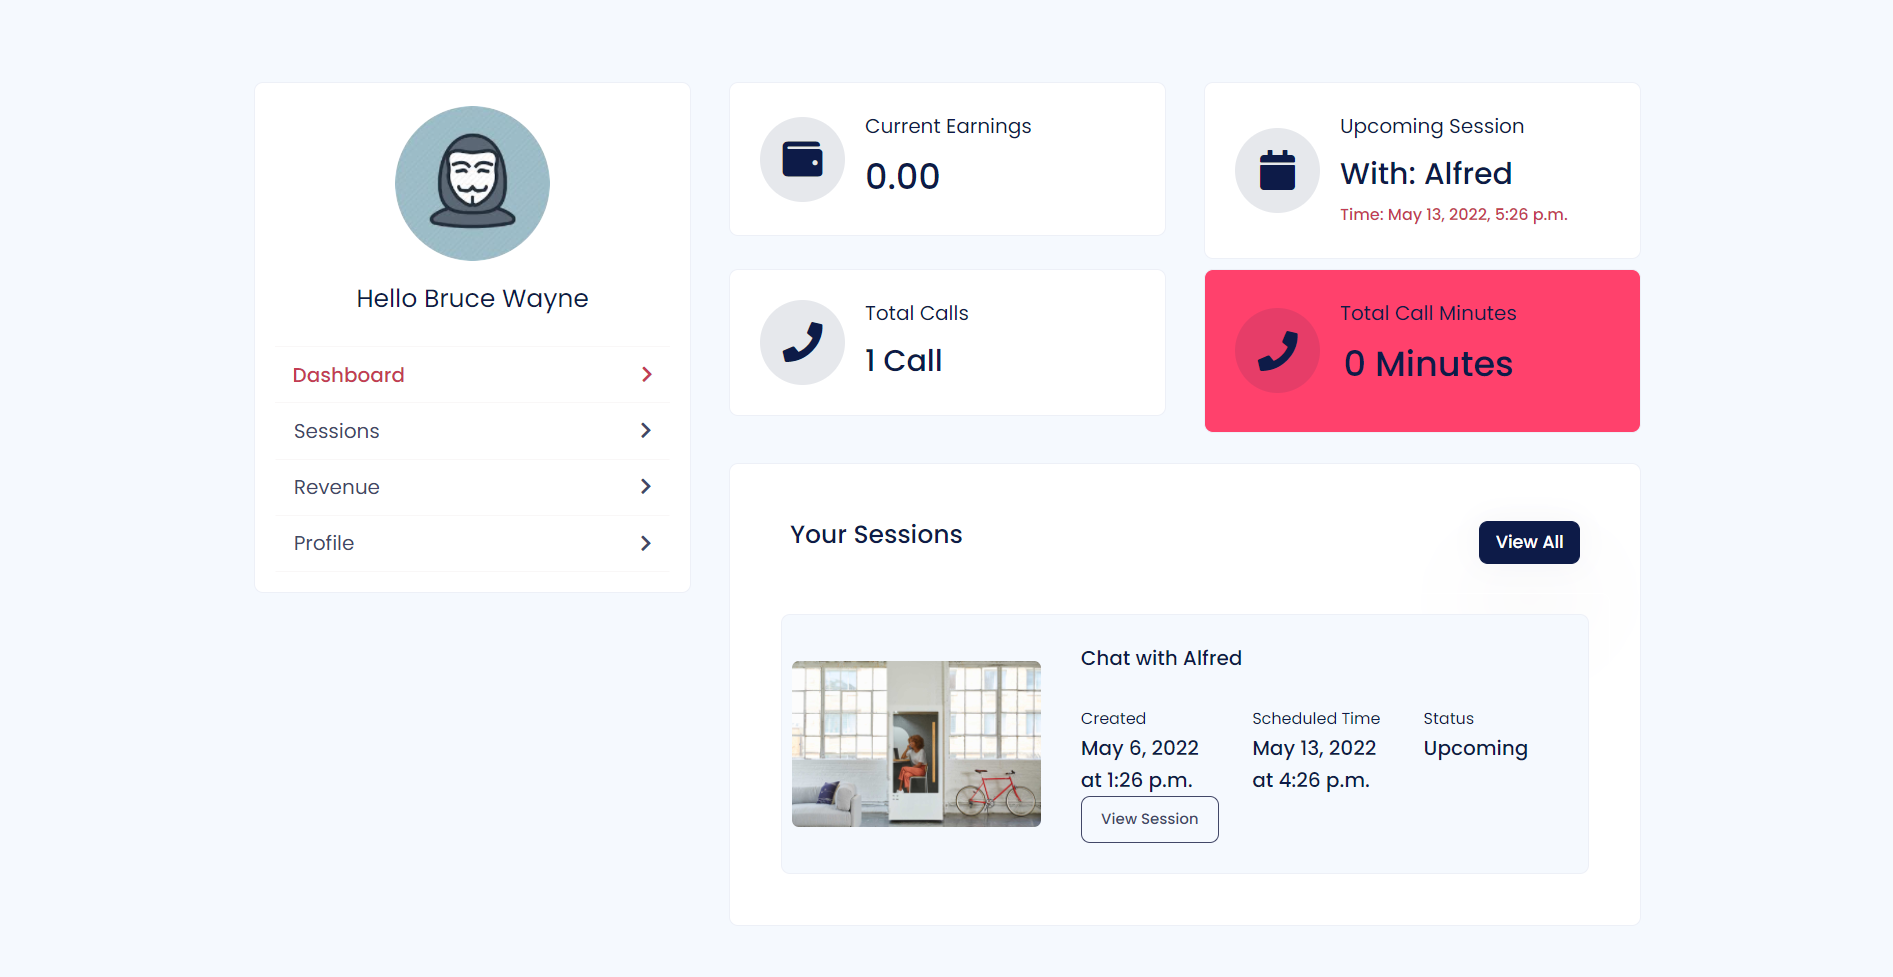 Hello Bruce Wayne
Dashboard
Sessions
Revenue
Profile
Current Earnings
0.00
Upcoming Session
With: Alfred
Time: May 13, 2022, 5:26 p.m.
Total Calls
1 Call
Total Call Minutes
0 Minutes
Your Sessions
View All
Chat with Alfred
Created
May 6, 2022
at 1:26 p.m.
Scheduled Time
May 13, 2022
at 4:26 p.m.
Status
Upcoming
View Session